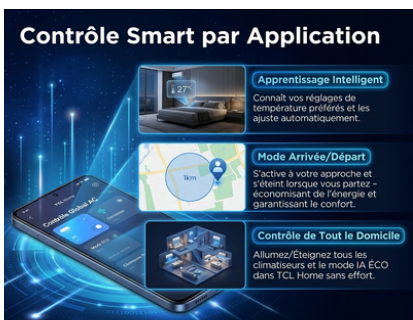 Contrôle Smart par Application
27°
Apprentissage Intelligent
Connaît vos réglages de
température préférés et les
ajuste automatiquement.
1km
Mode Arrivée/Départ
S'active à votre approche et
s'éteint lorsque vous partez -
économisant de l'énergie et
garantissant le confort.
TCL Home
Contrôle Global AC
Contrôle de Tout le Domicile
Allumez/Éteignez tous les
climatiseurs et le mode IA ÉCO
dans TCL Home sans effort.